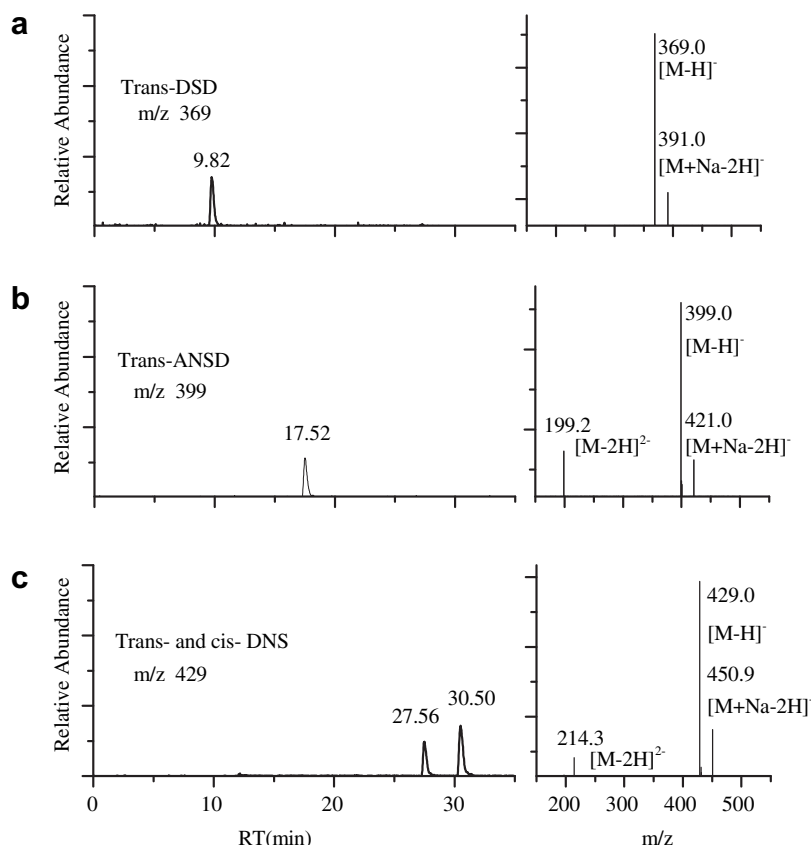 a
Relative Abundance
Trans-DSD
m/z 369
9.82
369.0
[M-H]⁻
391.0
[M+Na-2H]⁻
b
Relative Abundance
Trans-ANSD
m/z 399
17.52
399.0
[M-H]⁻
199.2
[M-2H]²⁻
421.0
[M+Na-2H]⁻
c
Relative Abundance
Trans- and cis- DNS
m/z 429
27.56
30.50
429.0
[M-H]⁻
450.9
[M+Na-2H]⁻
214.3
[M-2H]²⁻
0 10 20 30
RT(min)
200 300 400 500
m/z